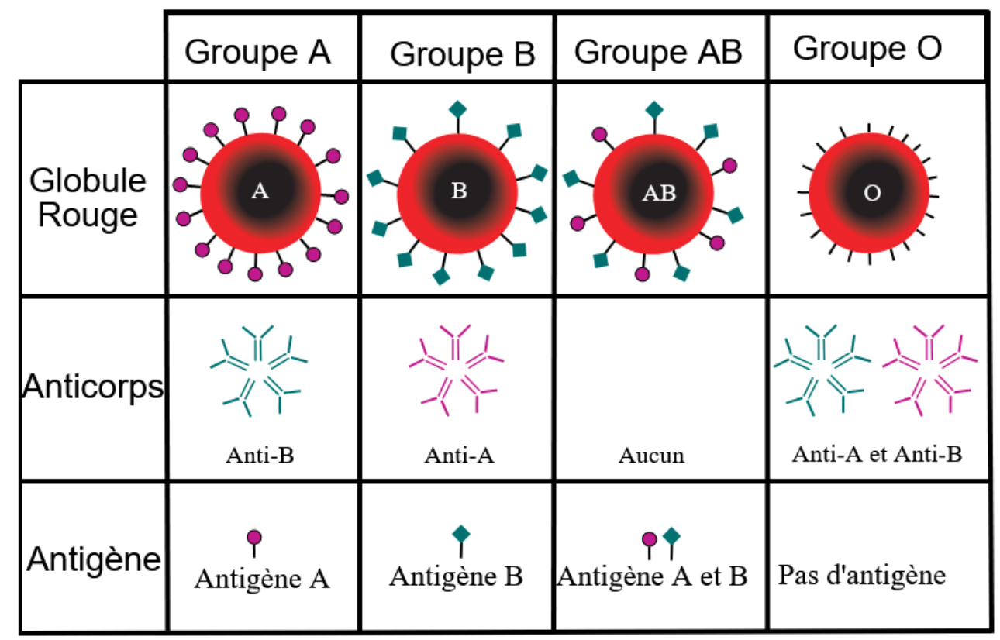 Groupe A
Groupe B
Groupe AB
Groupe O
Globule
Rouge
A
B
AB
O
Anticorps
Anti-B
Anti-A
Aucun
Anti-A et Anti-B
Antigène
Antigène A
Antigène B
Antigène A et B
Pas d'antigène